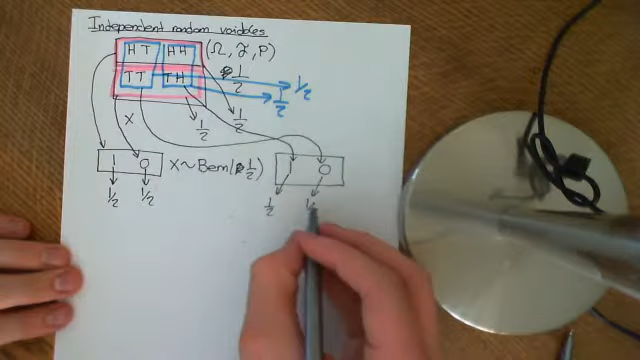 Independent random variables
HT HH (Ω, F, P)
TT TH 1/2 1/2
1/2
X 1/2 1/2
1 0 X ~ Bern(1/2) 1 0
1/2 1/2 1/2 1/2